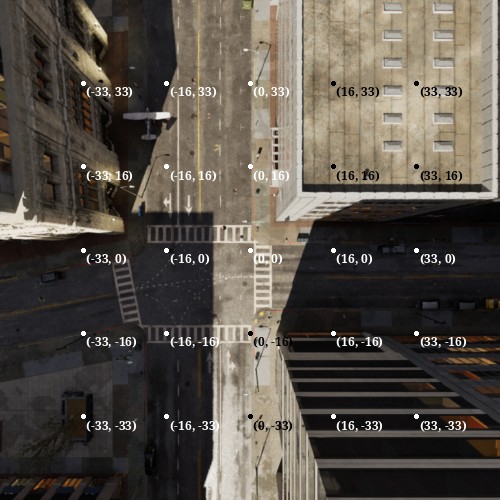 (-33, 33) (-16, 33) (0, 33) (16, 33) (33, 33)
(-33, 16) (-16, 16) (0, 16) (16, 16) (33, 16)
(-33, 0) (-16, 0) (0, 0) (16, 0) (33, 0)
(-33, -16) (-16, -16) (0, -16) (16, -16) (33, -16)
(-33, -33) (-16, -33) (0, -33) (16, -33) (33, -33)